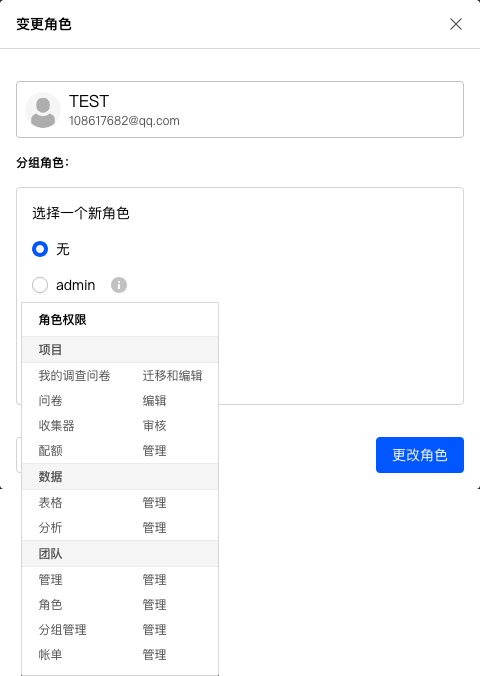 变更角色
TEST
108617682@qq.com
分组角色:
选择一个新角色
无
admin
角色权限
项目
我的调查问卷 迁移和编辑
问卷 编辑
收集器 审核
配额 管理
更改角色
数据
表格 管理
分析 管理
团队
管理 管理
角色 管理
分组管理 管理
帐单 管理